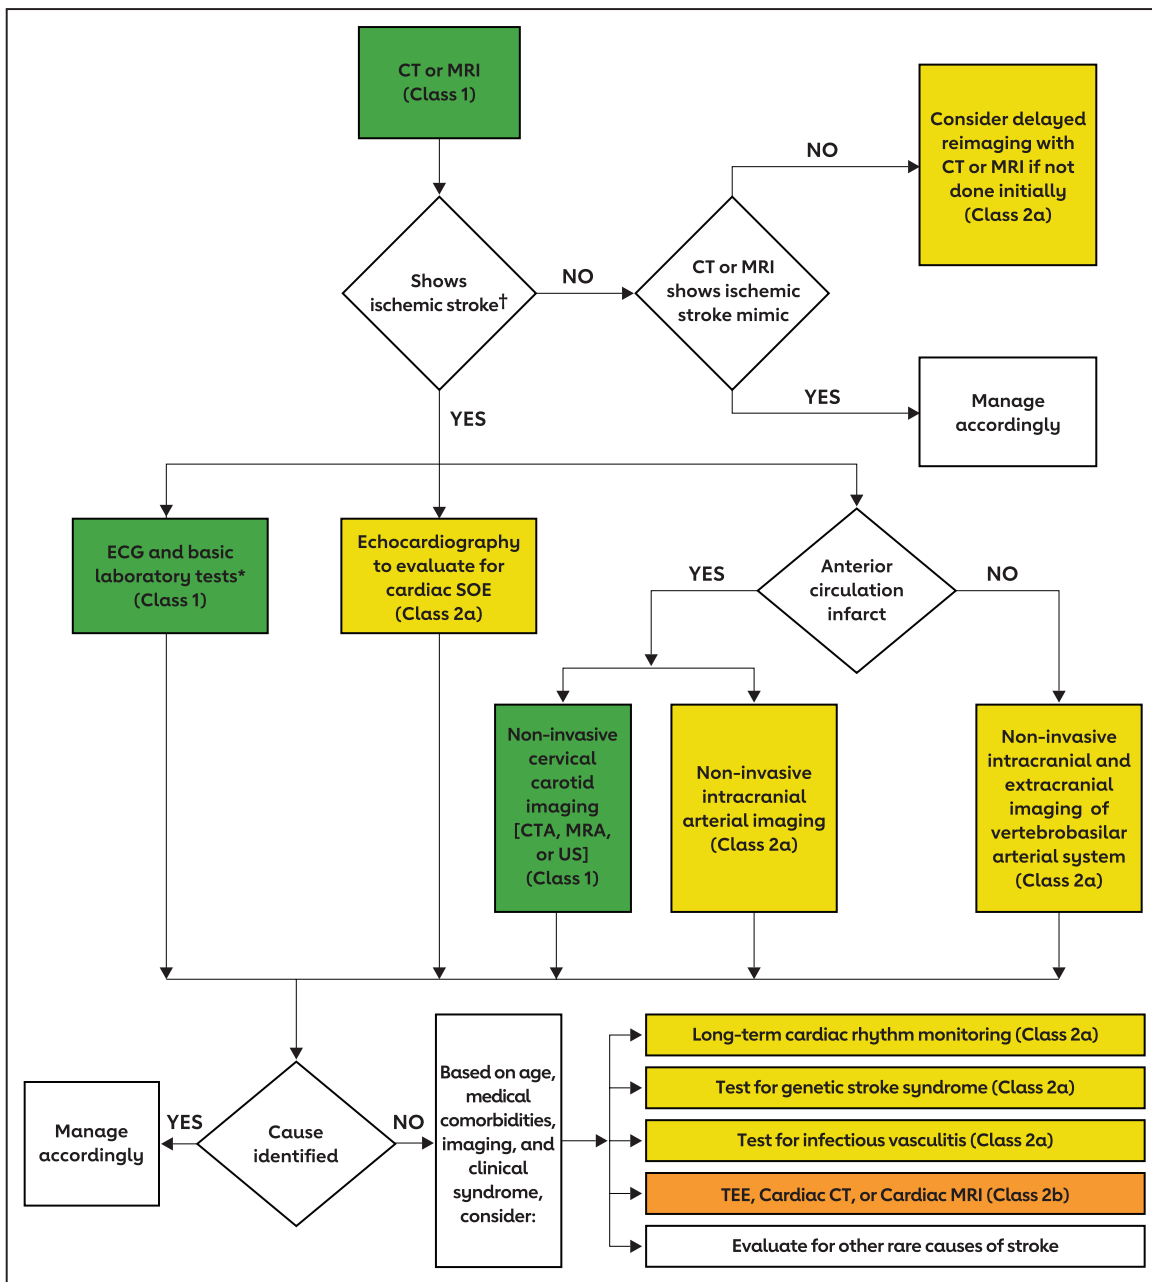 CT or MRI
(Class 1)
Consider delayed
reimaging with
CT or MRI if not
done initially
(Class 2a)
NO
Shows
ischemic stroke†
NO
CT or MRI
shows ischemic
stroke mimic
YES
Manage
accordingly
YES
ECG and basic
laboratory tests*
(Class 1)
Echocardiography
to evaluate for
cardiac SOE
(Class 2a)
YES
Anterior
circulation
infarct
NO
Non-invasive
cervical
carotid
imaging
[CTA, MRA,
or US]
(Class 1)
Non-invasive
intracranial
arterial imaging
(Class 2a)
Non-invasive
intracranial and
extracranial
imaging of
vertebrobasilar
arterial system
(Class 2a)
Manage
accordingly
YES
Cause
identified
NO
Based on age,
medical
comorbidities,
imaging, and
clinical
syndrome,
consider:
Long-term cardiac rhythm monitoring (Class 2a)
Test for genetic stroke syndrome (Class 2a)
Test for infectious vasculitis (Class 2a)
TEE, Cardiac CT, or Cardiac MRI (Class 2b)
Evaluate for other rare causes of stroke